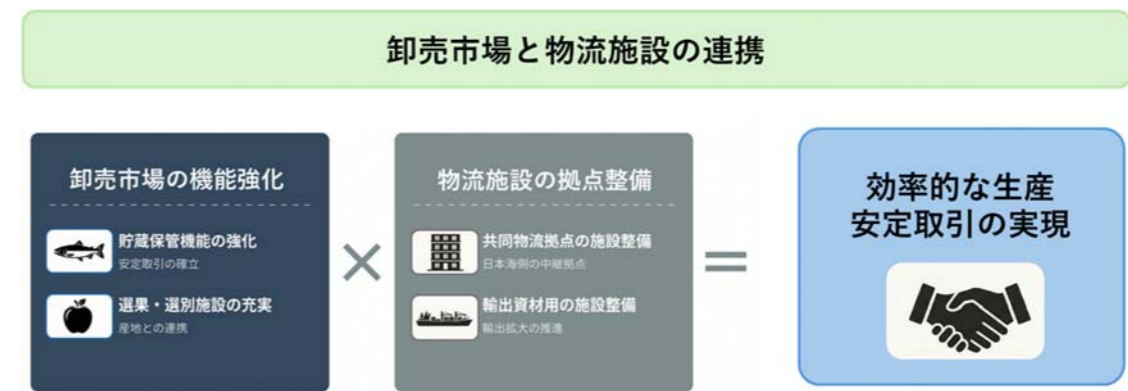 卸売市場と物流施設の連携
卸売市場の機能強化
貯蔵保管機能の強化
安定取引の確立
選果・選別施設の充実
産地との連携
×
物流施設の拠点整備
共同物流拠点の施設整備
日本海側の中継拠点
輸出資材用の施設整備
輸出拡大の推進
=
効率的な生産
安定取引の実現